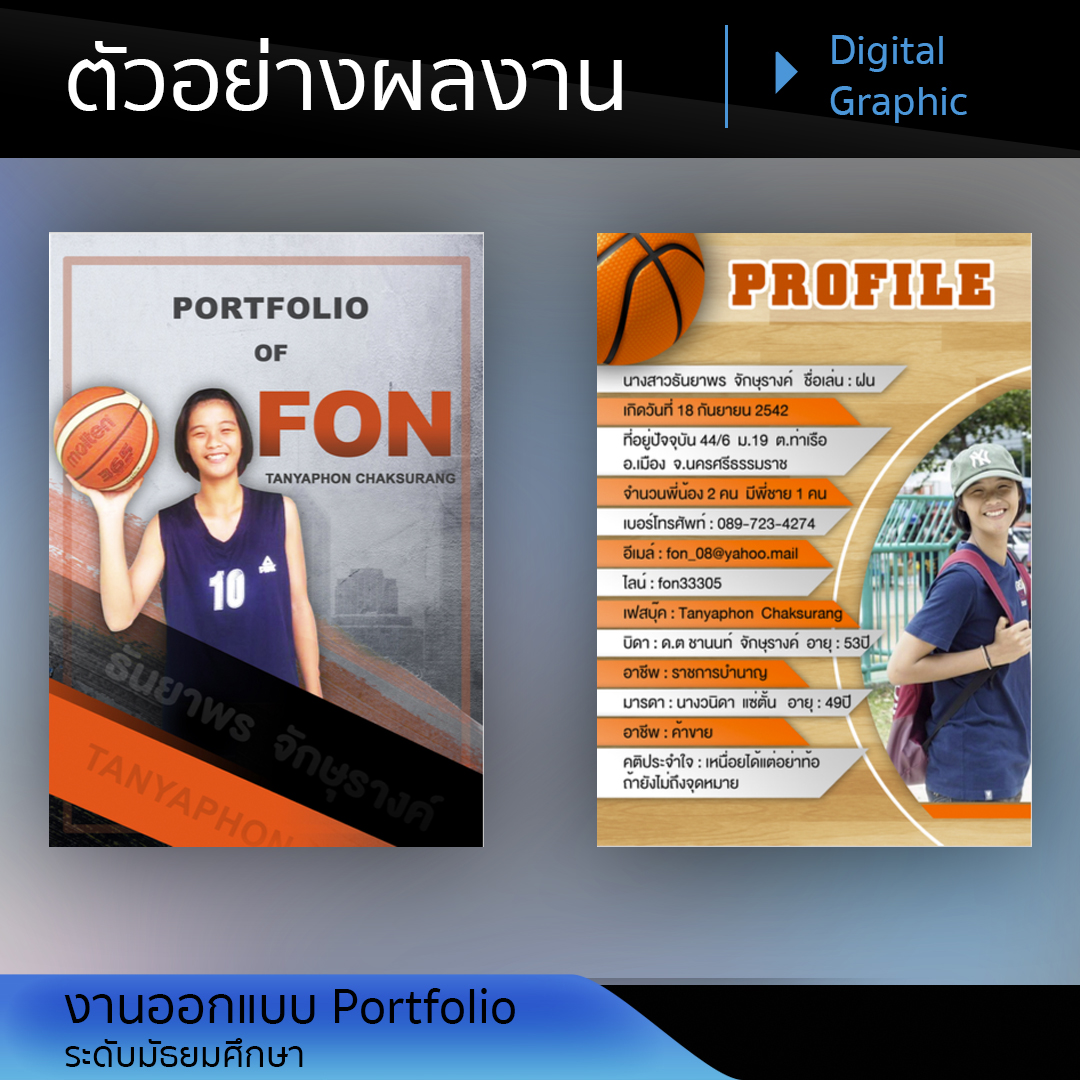 ตัวอย่างผลงาน
Digital
Graphic
PORTFOLIO
OF
FON
TANYAPHON CHAKSURANG
molten
365
10
PEAK
ธันยาพร จักษุรางค์
TANYAPHON
PROFILE
นางสาวธันยาพร จักษุรางค์ ชื่อเล่น : ฝน
เกิดวันที่ 18 กันยายน 2542
ที่อยู่ปัจจุบัน 44/6 ม.19 ต.ท่าเรือ
อ.เมือง จ.นครศรีธรรมราช
จำนวนพี่น้อง 2 คน มีพี่ชาย 1 คน
เบอร์โทรศัพท์ : 089-723-4274
อีเมล์ : fon_08@yahoo.mail
ไลน์ : fon33305
เฟสบุ๊ค : Tanyaphon Chaksurang
บิดา : ด.ต ชานนท์ จักษุรางค์ อายุ : 53ปี
อาชีพ : ราชการบำนาญ
มารดา : นางวนิดา แซ่ตั้น อายุ : 49ปี
อาชีพ : ค้าขาย
คติประจำใจ : เหนื่อยได้แต่อย่าท้อ
ถ้ายังไม่ถึงจุดหมาย
NY
งานออกแบบ Portfolio
ระดับมัธยมศึกษา